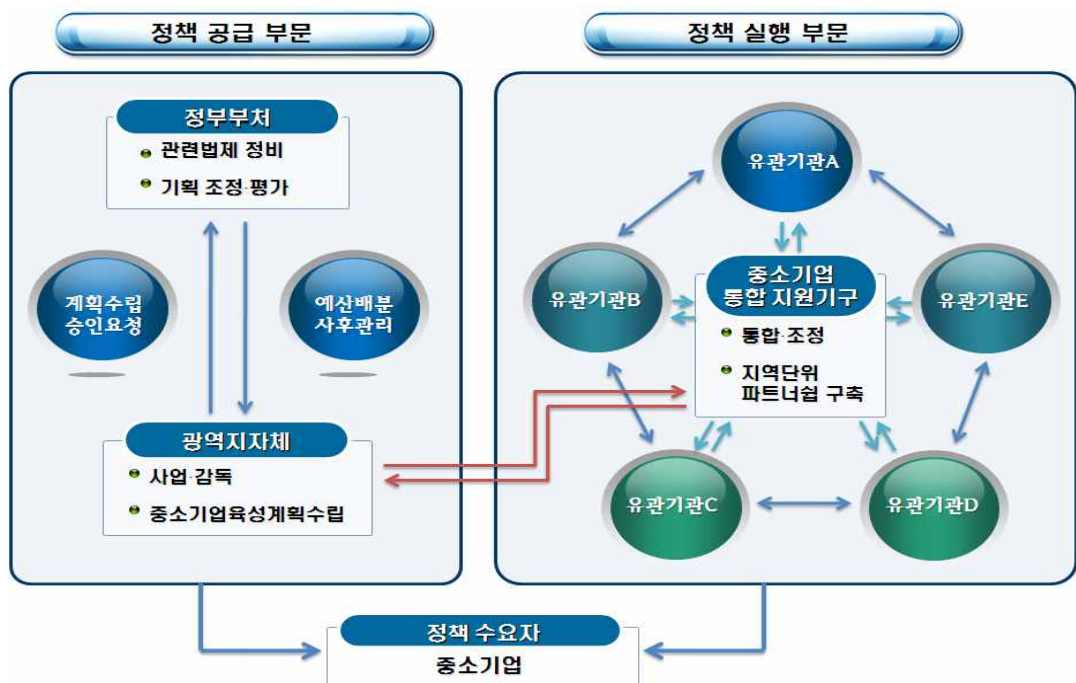 정책 공급 부문
정부부처
관련법제 정비
기획 조정·평가
계획수립
승인요청
예산배분
사후관리
광역지자체
사업·감독
중소기업육성계획수립
정책 실행 부문
유관기관A
유관기관B
중소기업
통합 지원기구
통합·조정
지역단위
파트너쉽 구축
유관기관E
유관기관C
유관기관D
정책 수요자
중소기업